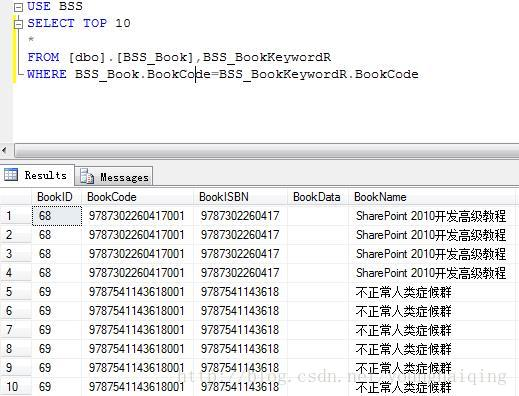 USE BSS
SELECT TOP 10
*
FROM [dbo].[BSS_Book],BSS_BookKeywordR
WHERE BSS_Book.BookCode=BSS_BookKeywordR.BookCode
Results Messages
BookID BookCode BookISBN BookData BookName
1 68 9787302260417001 9787302260417 SharePoint 2010开发高级教程
2 68 9787302260417001 9787302260417 SharePoint 2010开发高级教程
3 68 9787302260417001 9787302260417 SharePoint 2010开发高级教程
4 68 9787302260417001 9787302260417 SharePoint 2010开发高级教程
5 69 9787541143618001 9787541143618 不正常人类症候群
6 69 9787541143618001 9787541143618 不正常人类症候群
7 69 9787541143618001 9787541143618 不正常人类症候群
8 69 9787541143618001 9787541143618 不正常人类症候群
9 69 9787541143618001 9787541143618 不正常人类症候群
10 69 9787541143618001 9787541143618 不正常人类症候群